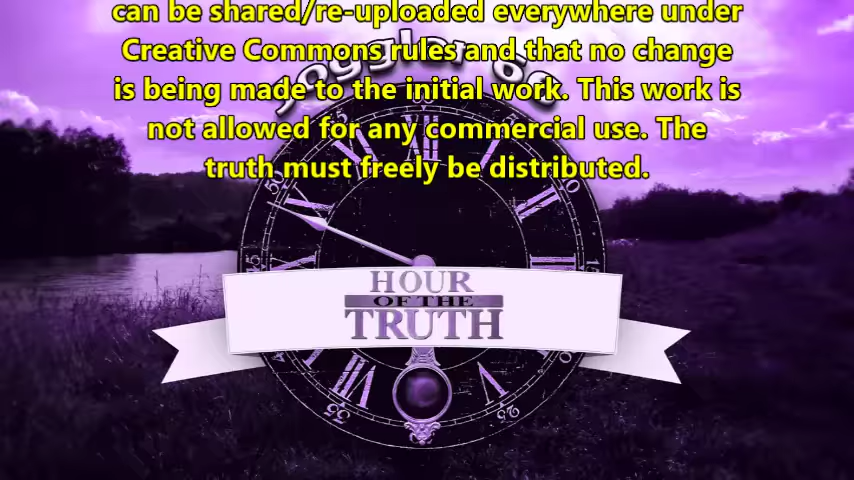 can be shared/re-uploaded everywhere under
Creative Commons rules and that no change
is being made to the initial work. This work is
not allowed for any commercial use. The
truth must freely be distributed.
HOUR
OF THE
TRUTH